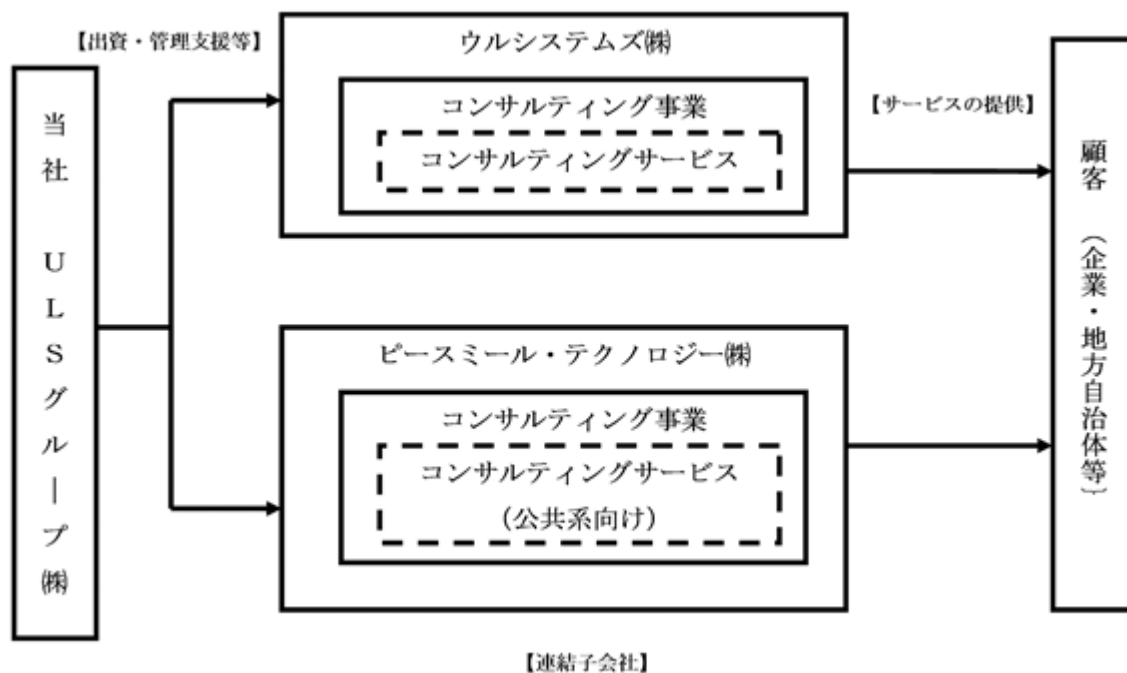 【出資・管理支援等】
当社 ULSグループ㈱
ウルシステムズ㈱
コンサルティング事業
コンサルティングサービス
ピースミール・テクノロジー㈱
コンサルティング事業
コンサルティングサービス
（公共系向け）
【サービスの提供】
顧客 （企業・地方自治体等）
【連結子会社】